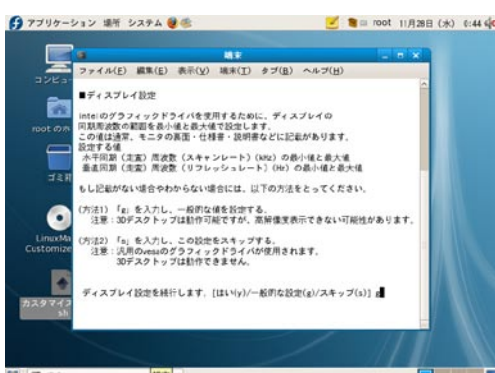 アプリケーション 場所 システム
root 11月28日 (水) 0:44
端末
ファイル(F) 編集(E) 表示(V) 端末(T) タブ(B) ヘルプ(H)
■ディスプレイ設定
intelのグラフィックドライバを使用するために、ディスプレイの
同期周波数の範囲を最小値と最大値で設定します。
この値は通常、モニタの裏面・仕様書・説明書などに記載があります。
設定する値
水平同期（走査）周波数（スキャンレート）(kHz) の最小値と最大値
垂直同期（走査）周波数（リフレッシュレート）(Hz) の最小値と最大値
もし記載がない場合やわからない場合には、以下の方法をとってください。
(方法1) 「g」を入力し、一般的な値を設定する。
注意：3Dデスクトップは動作可能ですが、高解像度表示できない可能性があります。
(方法2) 「s」を入力し、この設定をスキップする。
注意：汎用のvesaのグラフィックドライバが使用されます。
3Dデスクトップは動作できません。
ディスプレイ設定を続行します。[はい(y)/一般的な設定(g)/スキップ(s)] g
コンピュ
root のホ
ゴミ箱
LinuxMa
Customize
カスタマイズ
sh